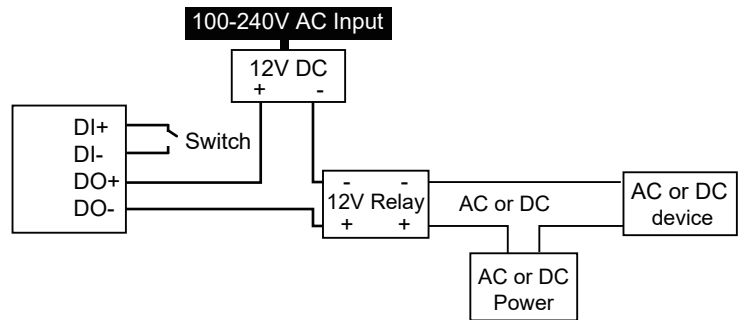 100-240V AC Input
12V DC
+ -
DI+
DI-
DO+
DO-
Switch
- -
12V Relay
+ +
AC or DC
AC or DC
device
AC or DC
Power